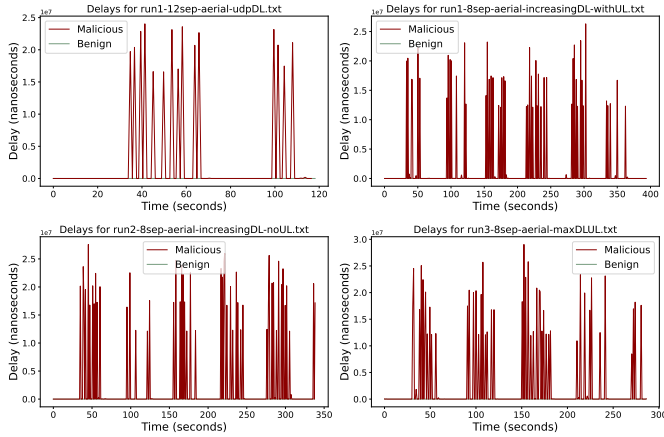 Delays for run1-12sep-aerial-udpDL.txt
1e7
Malicious
Benign
Delay (nanoseconds)
2.5
2.0
1.5
1.0
0.5
0.0
0 20 40 60 80 100 120
Time (seconds)
Delays for run1-8sep-aerial-increasingDL-withUL.txt
1e7
Malicious
Benign
Delay (nanoseconds)
2.5
2.0
1.5
1.0
0.5
0.0
0 50 100 150 200 250 300 350 400
Time (seconds)
Delays for run2-8sep-aerial-increasingDL-noUL.txt
1e7
Malicious
Benign
Delay (nanoseconds)
2.5
2.0
1.5
1.0
0.5
0.0
0 50 100 150 200 250 300 350
Time (seconds)
Delays for run3-8sep-aerial-maxDLUL.txt
1e7
Malicious
Benign
Delay (nanoseconds)
3.0
2.5
2.0
1.5
1.0
0.5
0.0
0 50 100 150 200 250 300
Time (seconds)